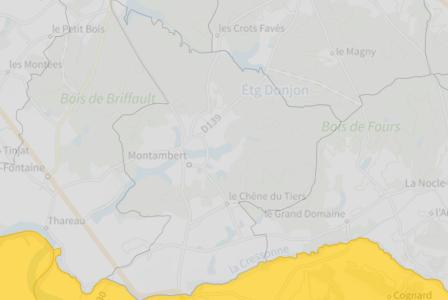 les Crots Favés
le Petit Bois
le Magny
les Montées
Etg Donjon
Bois de Briffault
D139
Bois de Fours
Tinjat
Montambert
Fontaine
La Nocle-
le Chêne du Tiers
le Grand Domaine
Thareau
la Cressonne
Cognard